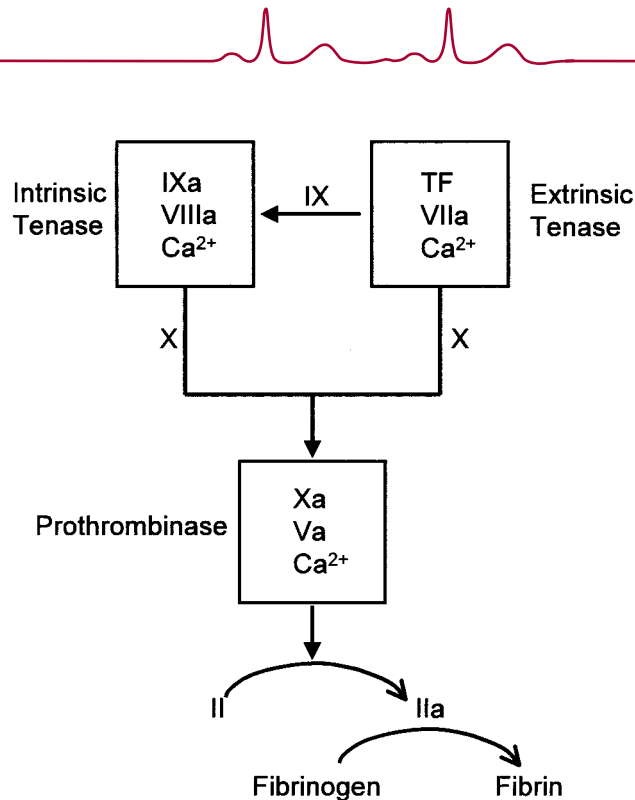 Intrinsic
Tenase
IXa
VIIIa
Ca²⁺
IX
TF
VIIa
Ca²⁺
Extrinsic
Tenase
X
X
Prothrombinase
Xa
Va
Ca²⁺
II
IIa
Fibrinogen
Fibrin